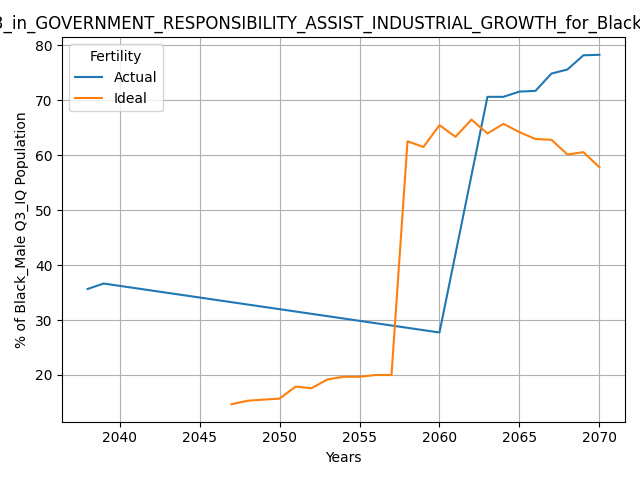 _in_GOVERNMENT_RESPONSIBILITY_ASSIST_INDUSTRIAL_GROWTH_for_Black
Fertility
Actual
Ideal
% of Black_Male Q3_IQ Population
80
70
60
50
40
30
20
2040
2045
2050
2055
2060
2065
2070
Years